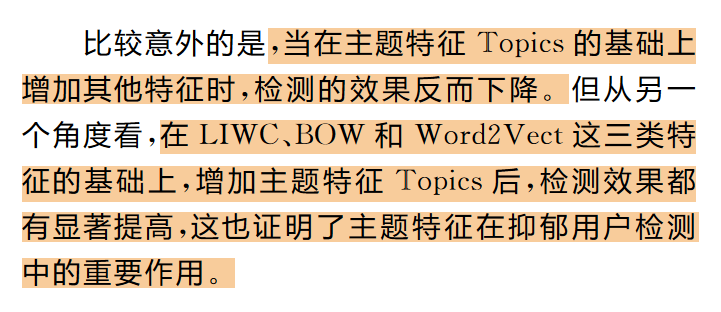 比较意外的是,当在主题特征 Topics 的基础上
增加其他特征时,检测的效果反而下降。但从另一
个角度看,在 LIWC、BOW 和 Word2Vect 这三类特
征的基础上,增加主题特征 Topics 后,检测效果都
有显著提高,这也证明了主题特征在抑郁用户检测
中的重要作用。